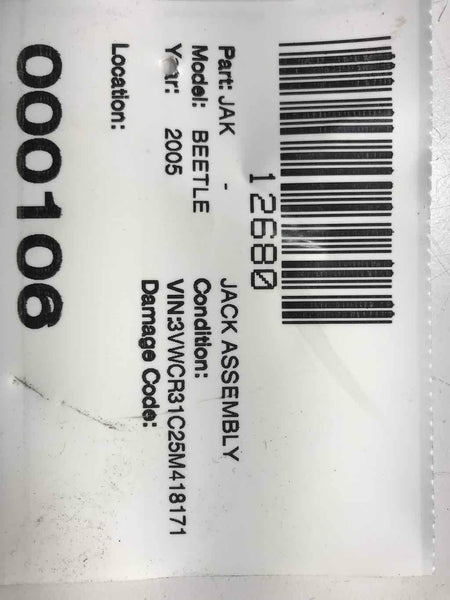 12680
Part: JAK - JACK ASSEMBLY
Model: BEETLE Condition:
Year: 2005 VIN:3VWCR31C25M418171
Damage Code:
Location:
000106